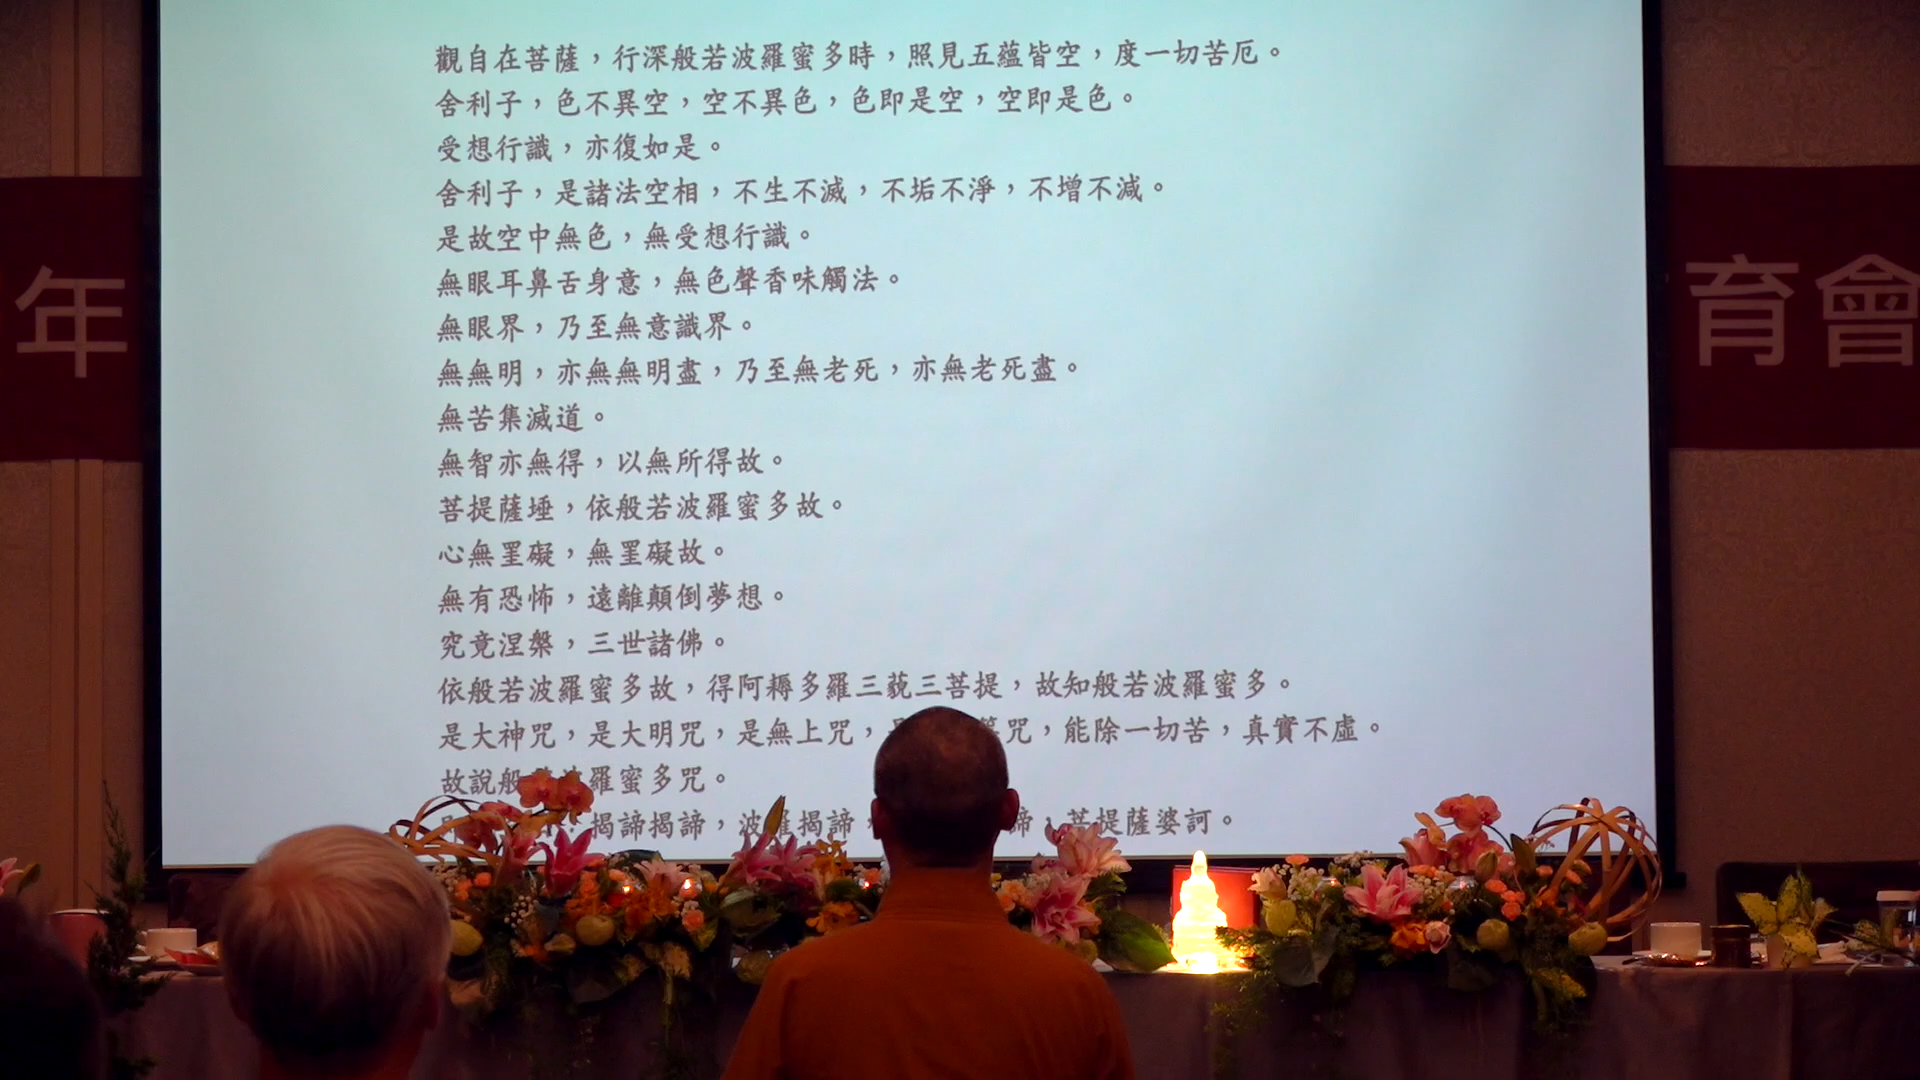 觀自在菩薩，行深般若波羅蜜多時，照見五蘊皆空，度一切苦厄。
舍利子，色不異空，空不異色，色即是空，空即是色。
受想行識，亦復如是。
舍利子，是諸法空相，不生不滅，不垢不淨，不增不減。
是故空中無色，無受想行識。
無眼耳鼻舌身意，無色聲香味觸法。
無眼界，乃至無意識界。
無無明，亦無無明盡，乃至無老死，亦無老死盡。
無苦集滅道。
無智亦無得，以無所得故。
菩提薩埵，依般若波羅蜜多故。
心無罣礙，無罣礙故。
無有恐怖，遠離顛倒夢想。
究竟涅槃，三世諸佛。
依般若波羅蜜多故，得阿耨多羅三藐三菩提，故知般若波羅蜜多。
是大神咒，是大明咒，是無上咒，是 等咒，能除一切苦，真實不虛。
故說般 波羅蜜多咒。
揭諦揭諦，波羅揭諦 諦，菩提薩婆訶。
年
育會